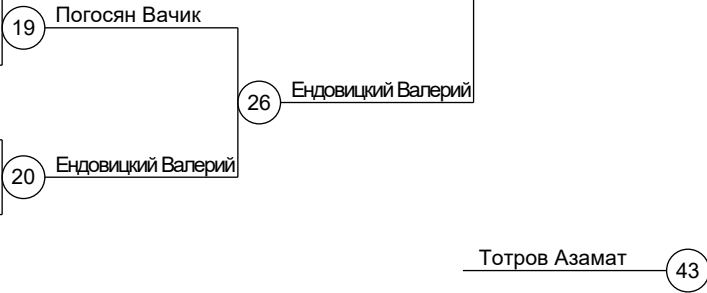 19 Погосян Вачик
26 Ендовицкий Валерий
20 Ендовицкий Валерий
Тотров Азамат 43